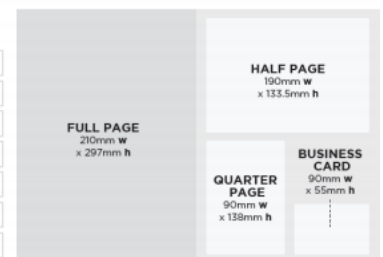 FULL PAGE
210mm w
x 297mm h
HALF PAGE
190mm w
x 133.5mm h
QUARTER
PAGE
90mm w
x 138mm h
BUSINESS
CARD
90mm w
x 55mm h